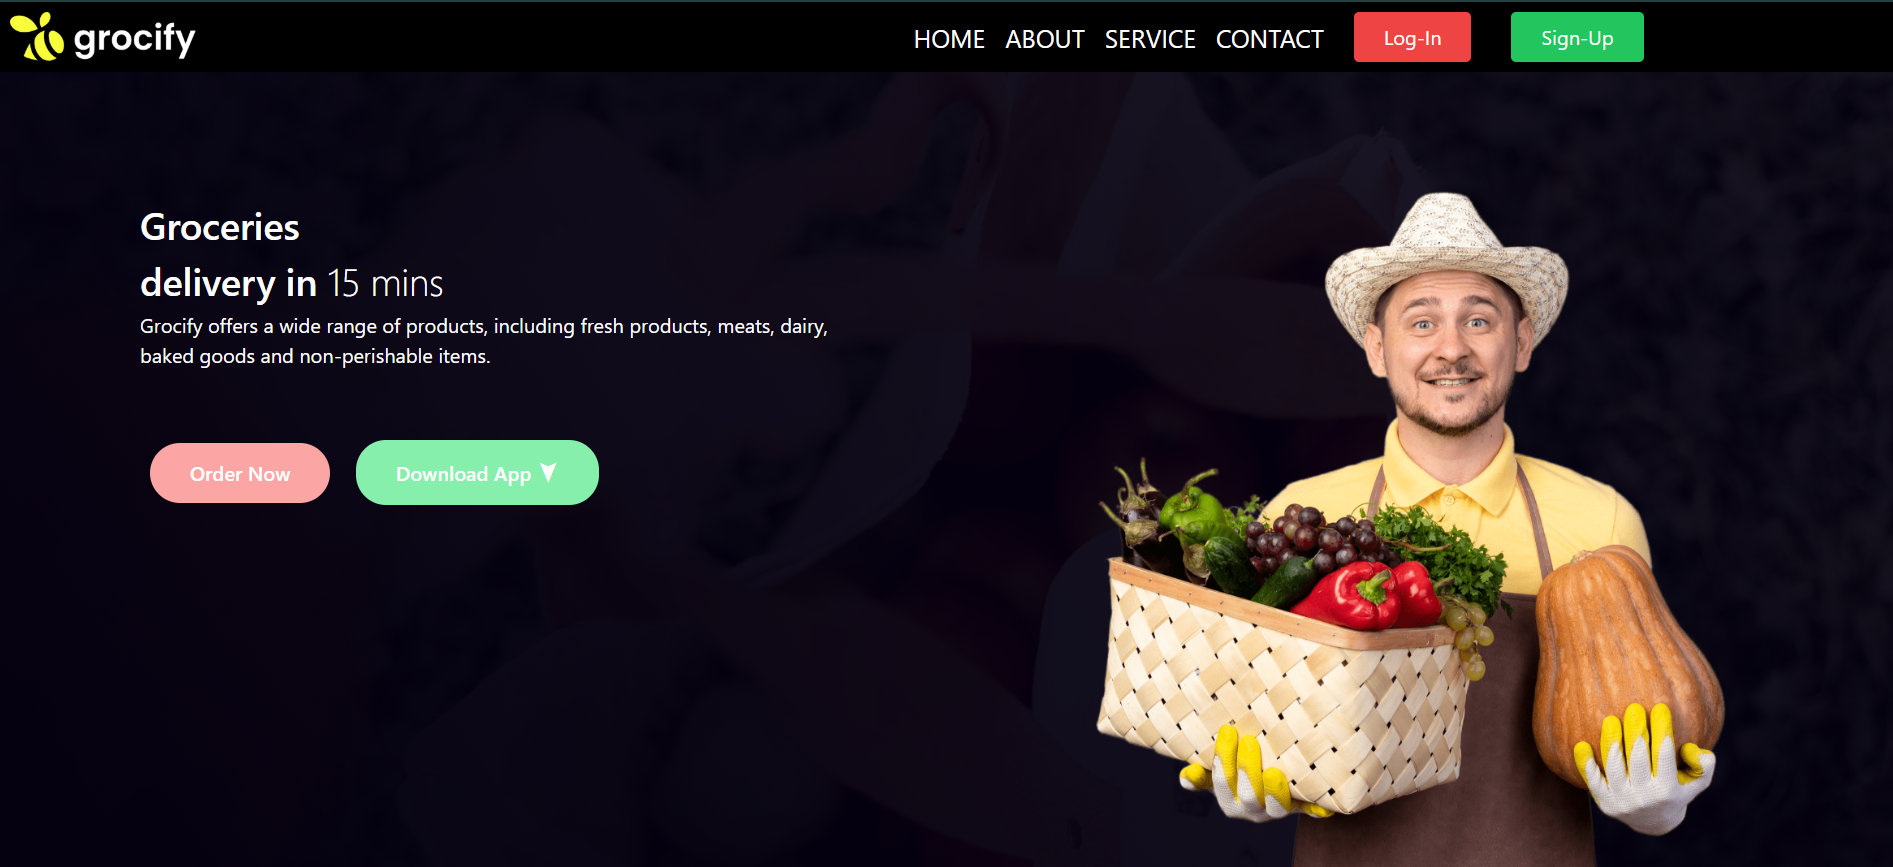 grocify
HOME ABOUT SERVICE CONTACT Log-In Sign-Up
Groceries
delivery in 15 mins
Grocify offers a wide range of products, including fresh products, meats, dairy,
baked goods and non-perishable items.
Order Now Download App